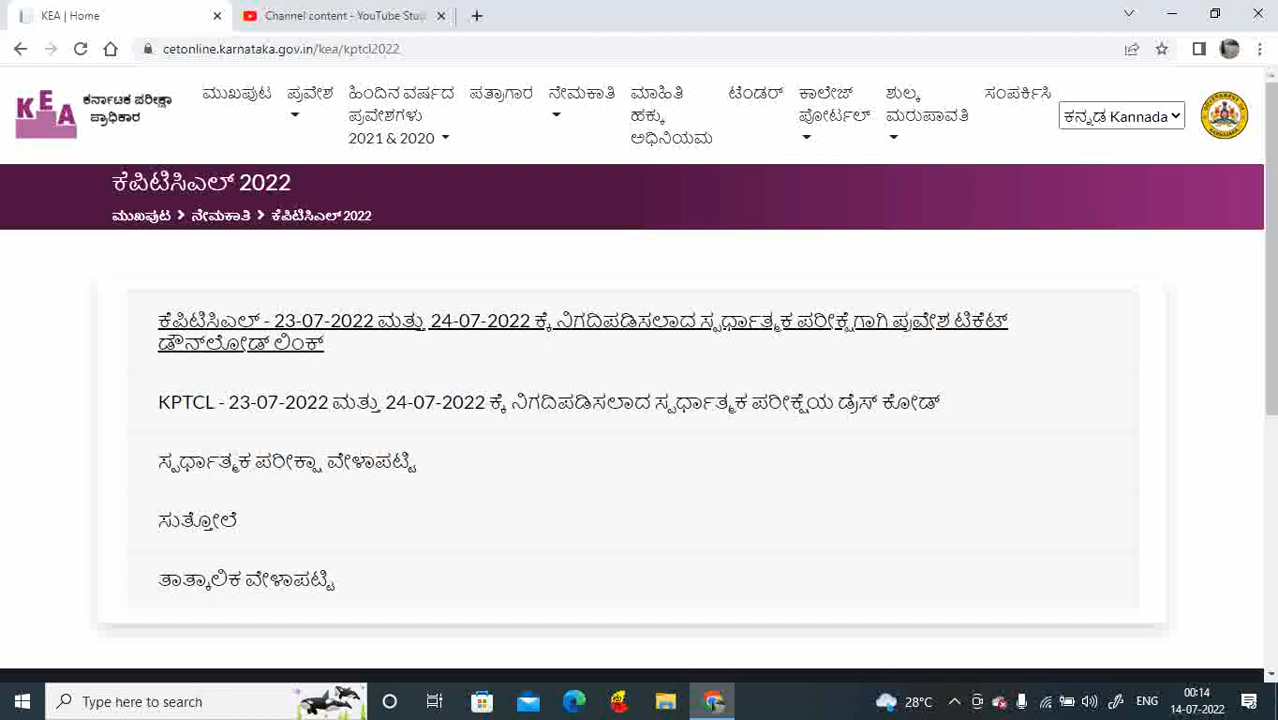 KEA | Home
Channel content - YouTube Stud
cetonline.karnataka.gov.in/kea/kptcl2022
KEA
ಕರ್ನಾಟಕ ಪರೀಕ್ಷಾ
ಪ್ರಾಧಿಕಾರ
ಮುಖಪುಟ
ಪ್ರವೇಶ
ಹಿಂದಿನ ವರ್ಷದ
ಪ್ರವೇಶಗಳು
2021 & 2020
ಪತ್ರಾಗಾರ
ನೇಮಕಾತಿ
ಮಾಹಿತಿ
ಹಕ್ಕು
ಅಧಿನಿಯಮ
ಟೆಂಡರ್
ಕಾಲೇಜ್
ಪೋರ್ಟಲ್
ಶುಲ್ಕ
ಮರುಪಾವತಿ
ಸಂಪರ್ಕಿಸಿ
ಕನ್ನಡ Kannada
ಕೆಪಿಟಿಸಿಎಲ್ 2022
ಮುಖಪುಟ > ನೇಮಕಾತಿ > ಕೆಪಿಟಿಸಿಎಲ್ 2022
ಕೆಪಿಟಿಸಿಎಲ್ - 23-07-2022 ಮತ್ತು 24-07-2022 ಕ್ಕೆ ನಿಗದಿಪಡಿಸಲಾದ ಸ್ಪರ್ಧಾತ್ಮಕ ಪರೀಕ್ಷೆಗಾಗಿ ಪ್ರವೇಶ ಟಿಕೆಟ್
ಡೌನ್‌ಲೋಡ್ ಲಿಂಕ್
KPTCL - 23-07-2022 ಮತ್ತು 24-07-2022 ಕ್ಕೆ ನಿಗದಿಪಡಿಸಲಾದ ಸ್ಪರ್ಧಾತ್ಮಕ ಪರೀಕ್ಷೆಯ ಡ್ರೆಸ್ ಕೋಡ್
ಸ್ಪರ್ಧಾತ್ಮಕ ಪರೀಕ್ಷಾ ವೇಳಾಪಟ್ಟಿ
ಸುತ್ತೋಲೆ
ತಾತ್ಕಾಲಿಕ ವೇಳಾಪಟ್ಟಿ
Type here to search
28°C
ENG
00:14
14-07-2022